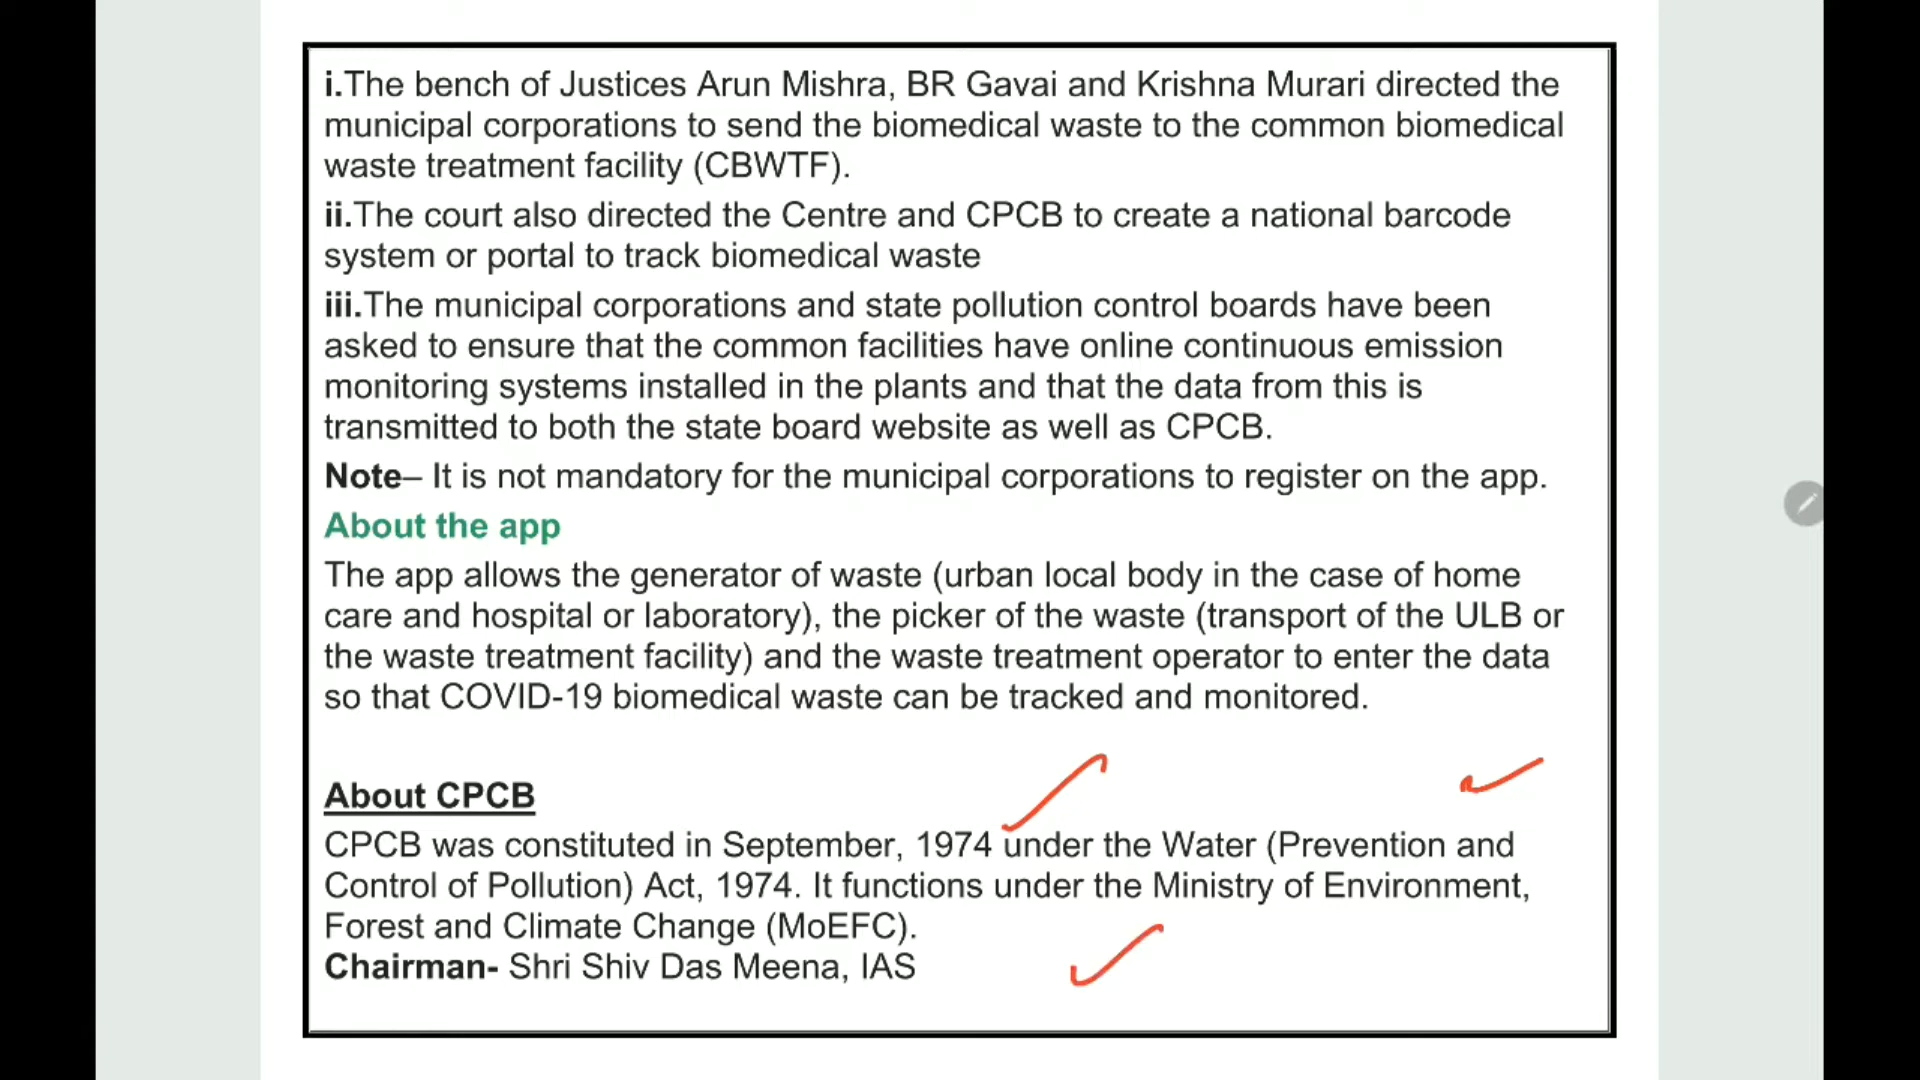 i.The bench of Justices Arun Mishra, BR Gavai and Krishna Murari directed the
municipal corporations to send the biomedical waste to the common biomedical
waste treatment facility (CBWTF).
ii.The court also directed the Centre and CPCB to create a national barcode
system or portal to track biomedical waste
iii.The municipal corporations and state pollution control boards have been
asked to ensure that the common facilities have online continuous emission
monitoring systems installed in the plants and that the data from this is
transmitted to both the state board website as well as CPCB.
Note– It is not mandatory for the municipal corporations to register on the app.
About the app
The app allows the generator of waste (urban local body in the case of home
care and hospital or laboratory), the picker of the waste (transport of the ULB or
the waste treatment facility) and the waste treatment operator to enter the data
so that COVID-19 biomedical waste can be tracked and monitored.
About CPCB
CPCB was constituted in September, 1974 under the Water (Prevention and
Control of Pollution) Act, 1974. It functions under the Ministry of Environment,
Forest and Climate Change (MoEFC).
Chairman- Shri Shiv Das Meena, IAS